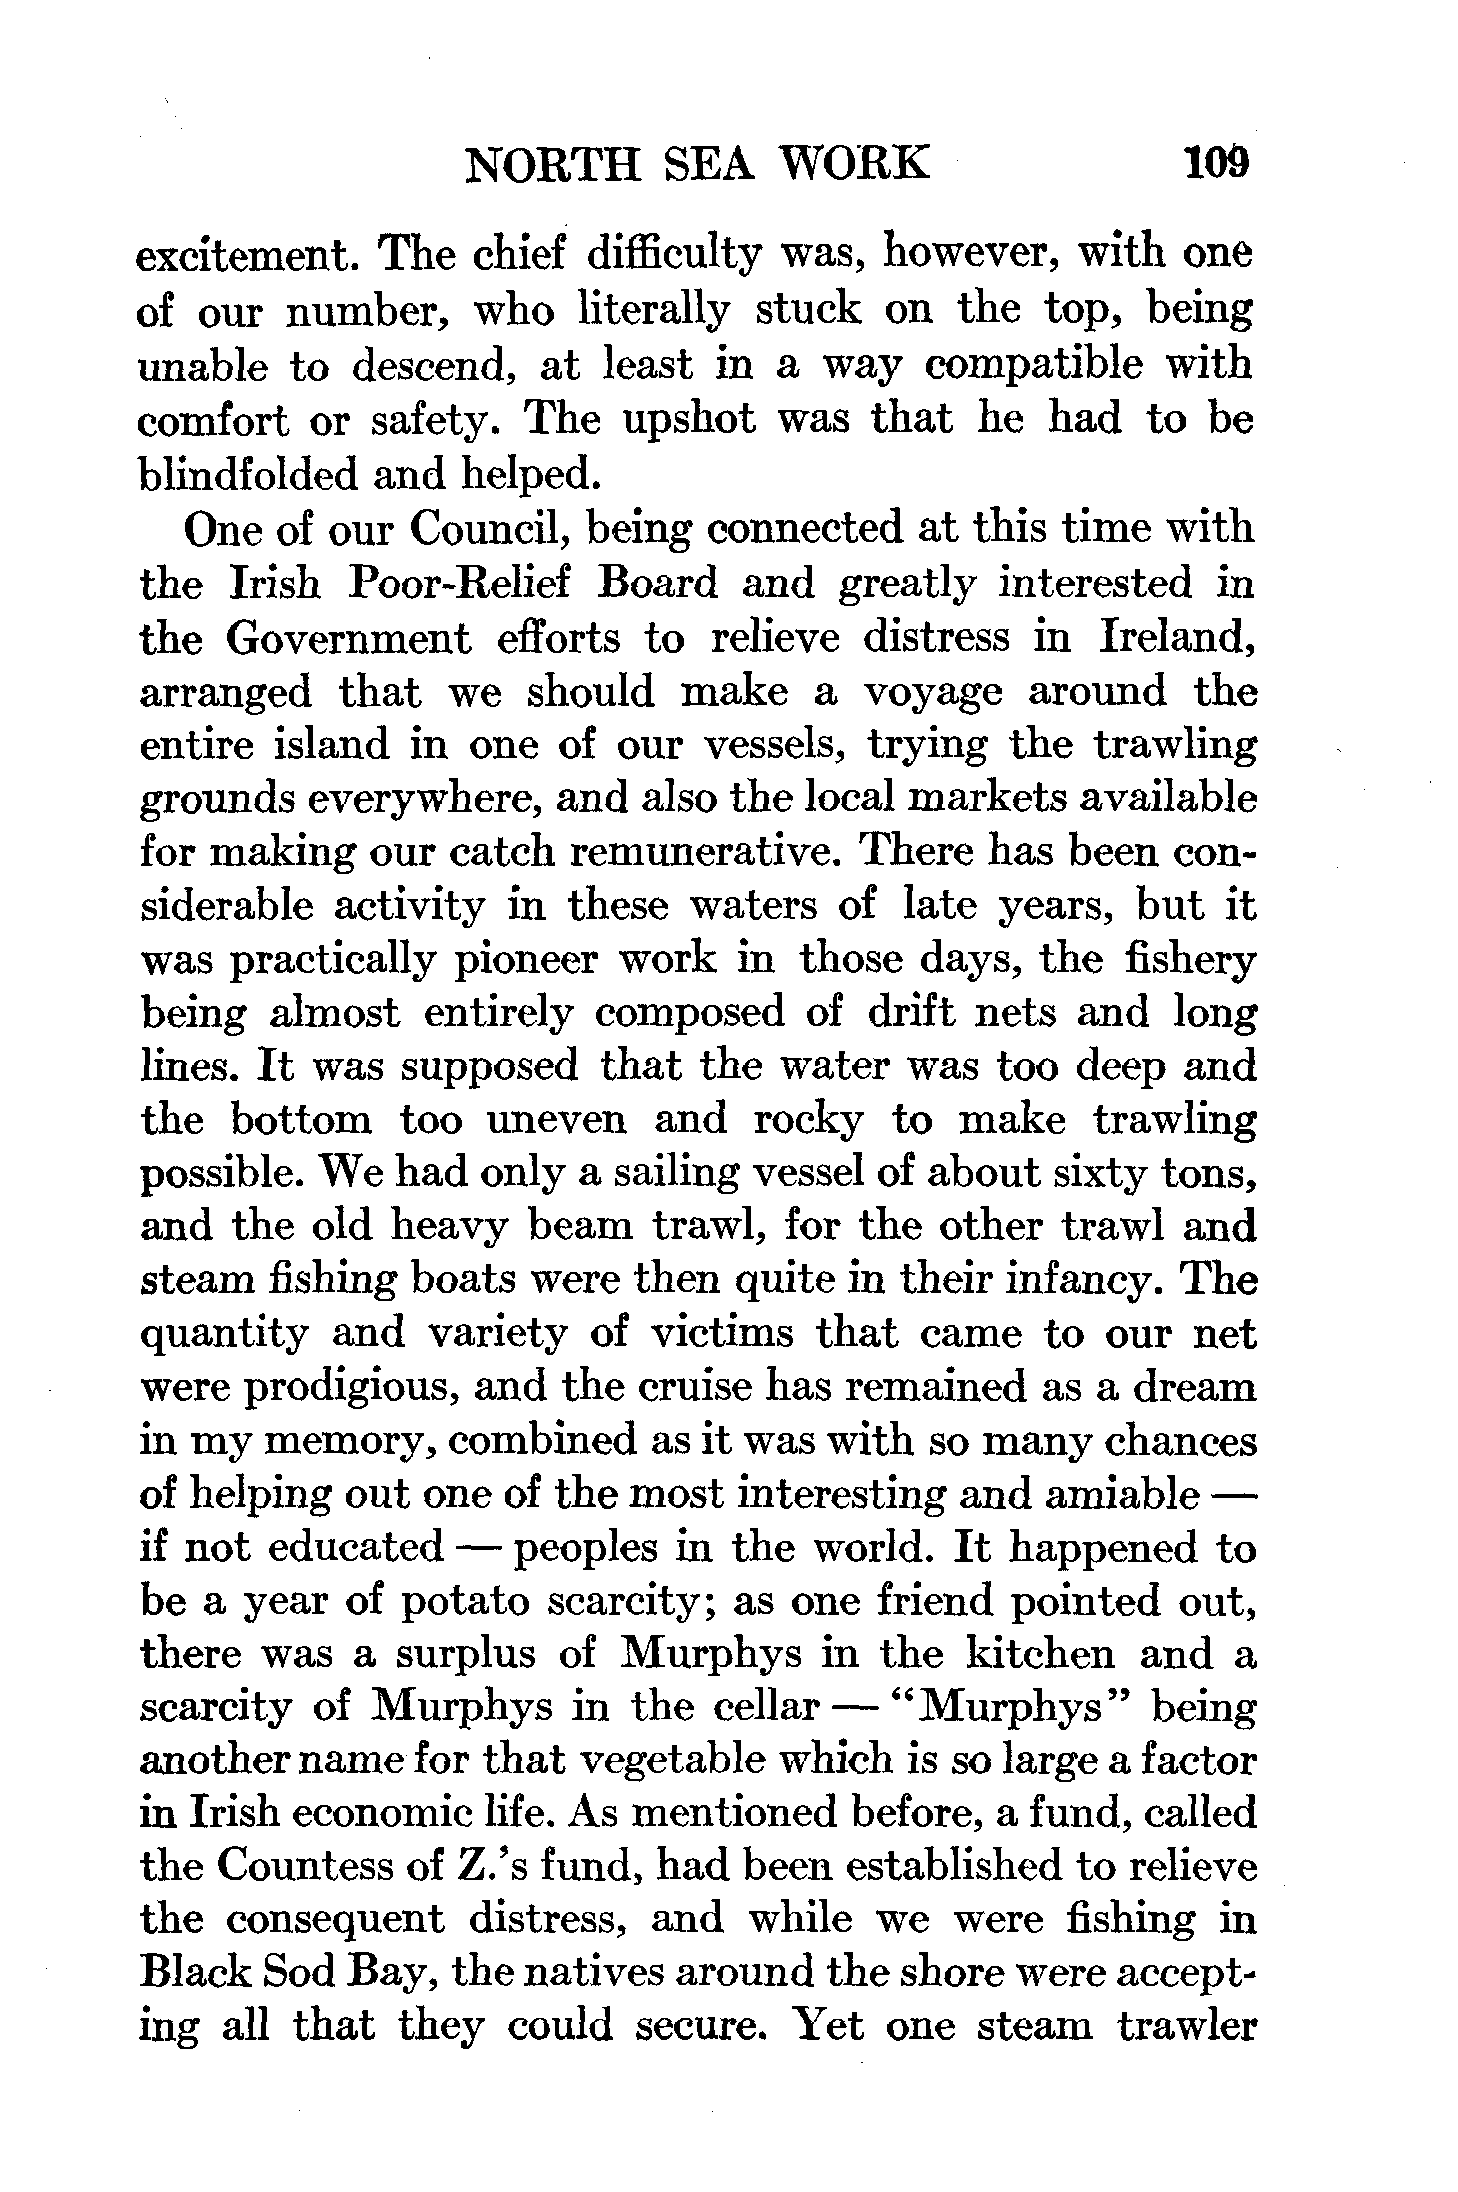 NORTH SEA WORK 109
excitement. The chief difficulty was, however, with one
of our number, who literally stuck on the top, being
unable to descend, at least in a way compatible with
comfort or safety. The upshot was that he had to be
blindfolded and helped.
One of our Council, being connected at this time with
the Irish Poor-Relief Board and greatly interested in
the Government efforts to relieve distress in Ireland,
arranged that we should make a voyage around the
entire island in one of our vessels, trying the trawling
grounds everywhere, and also the local markets available
for making our catch remunerative. There has been con-
siderable activity in these waters of late years, but it
was practically pioneer work in those days, the fishery
being almost entirely composed of drift nets and long
lines. It was supposed that the water was too deep and
the bottom too uneven and rocky to make trawling
possible. We had only a sailing vessel of about sixty tons,
and the old heavy beam trawl, for the other trawl and
steam fishing boats were then quite in their infancy. The
quantity and variety of victims that came to our net
were prodigious, and the cruise has remained as a dream
in my memory, combined as it was with so many chances
of helping out one of the most interesting and amiable —
if not educated — peoples in the world. It happened to
be a year of potato scarcity; as one friend pointed out,
there was a surplus of Murphys in the kitchen and a
scarcity of Murphys in the cellar — “Murphys” being
another name for that vegetable which is so large a factor
in Irish economic life. As mentioned before, a fund, called
the Countess of Z.’s fund, had been established to relieve
the consequent distress, and while we were fishing in
Black Sod Bay, the natives around the shore were accept-
ing all that they could secure. Yet one steam trawler